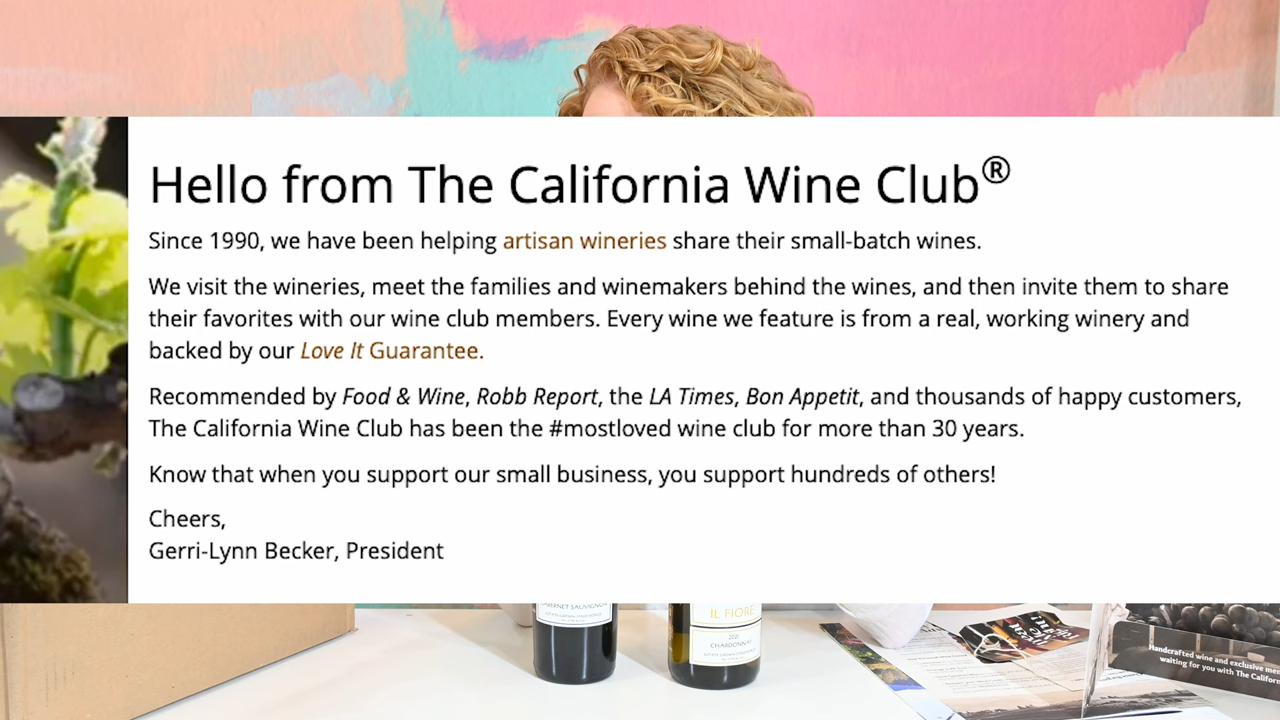 Hello from The California Wine Club®
Since 1990, we have been helping artisan wineries share their small-batch wines.
We visit the wineries, meet the families and winemakers behind the wines, and then invite them to share
their favorites with our wine club members. Every wine we feature is from a real, working winery and
backed by our Love It Guarantee.
Recommended by Food & Wine, Robb Report, the LA Times, Bon Appetit, and thousands of happy customers,
The California Wine Club has been the #mostloved wine club for more than 30 years.
Know that when you support our small business, you support hundreds of others!
Cheers,
Gerri-Lynn Becker, President
CABERNET SAUVIGNON
IL FIORE
2021
CHARDONNAY
Handcrafted wine and exclusive
waiting for you with The